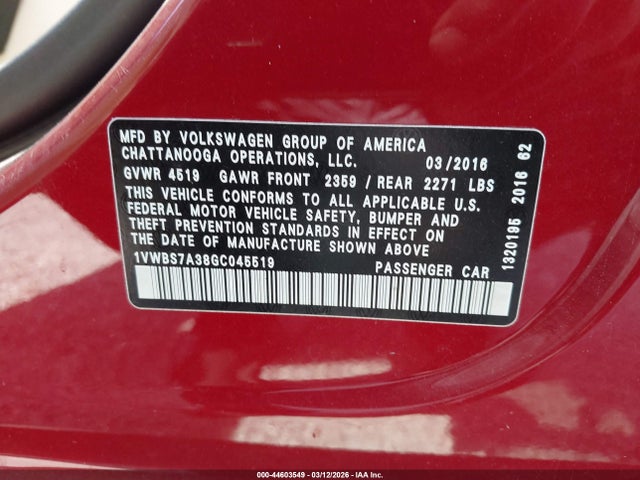 MFD BY VOLKSWAGEN GROUP OF AMERICA
CHATTANOOGA OPERATIONS, LLC. 03/2016
GVWR 4519 GAWR FRONT 2359 / REAR 2271 LBS
THIS VEHICLE CONFORMS TO ALL APPLICABLE U.S.
FEDERAL MOTOR VEHICLE SAFETY, BUMPER AND
THEFT PREVENTION STANDARDS IN EFFECT ON
THE DATE OF MANUFACTURE SHOWN ABOVE
1VWBS7A38GC045519 PASSENGER CAR
1320195 2016 62
000-44603549 | 03/12/2026 | IAA Inc.